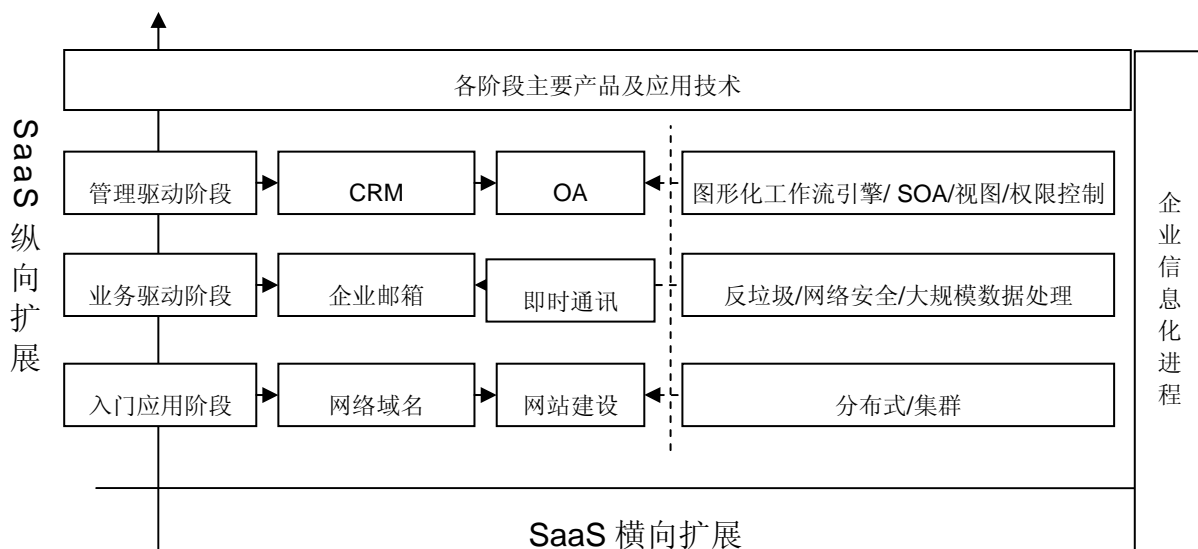 各阶段主要产品及应用技术
SaaS 纵向扩展
管理驱动阶段
CRM
OA
图形化工作流引擎/ SOA/视图/权限控制
业务驱动阶段
企业邮箱
即时通讯
反垃圾/网络安全/大规模数据处理
入门应用阶段
网络域名
网站建设
分布式/集群
企业信息化进程
SaaS 横向扩展